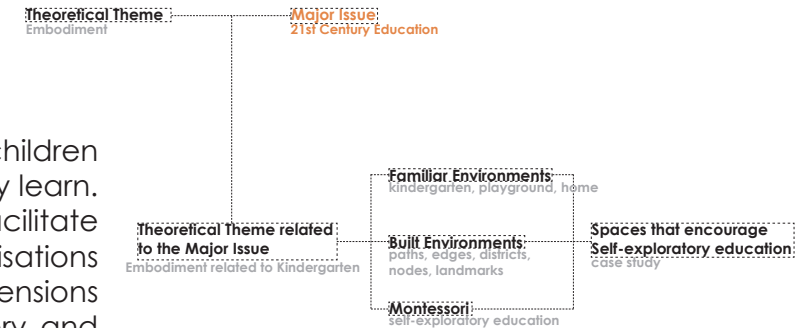 Theoretical Theme
Embodiment
Major Issue
21st Century Education
children
learn.
cilitate
isations
ensions
and
Theoretical Theme related
to the Major Issue
Embodiment related to Kindergarten
Familiar Environments
kindergarten, playground, home
Built Environments
paths, edges, districts,
nodes, landmarks
Montessori
self-exploratory education
Spaces that encourage
Self-exploratory education
case study